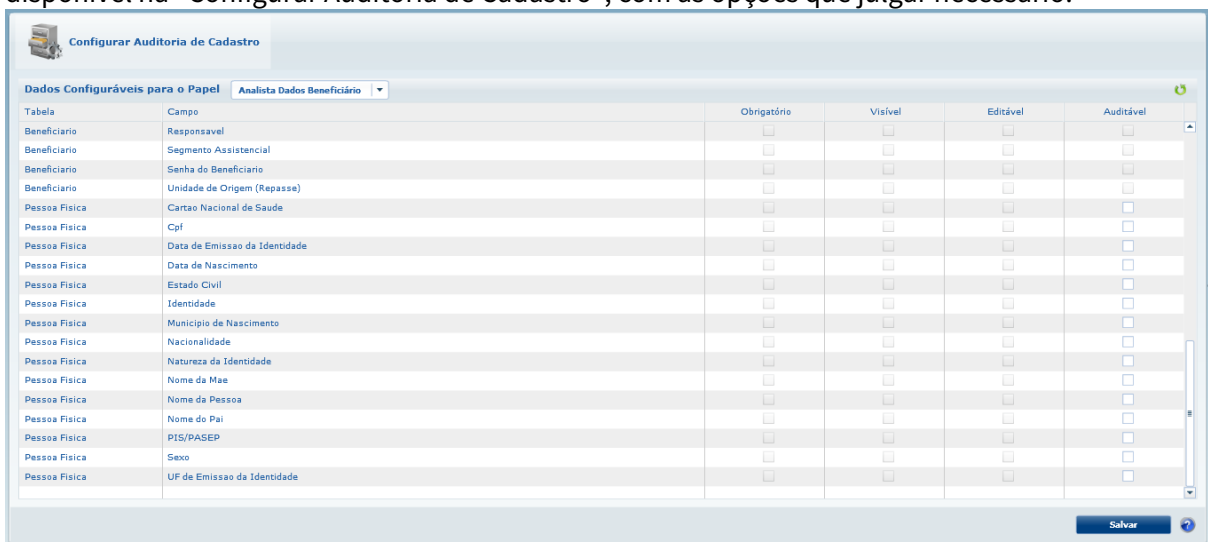 disponível na "Configurar Auditoria de Cadastro", com as opções que julgar necessário.
Configurar Auditoria de Cadastro
Dados Configuráveis para o Papel Analista Dados Beneficiário
Tabela Campo Obrigatório Visível Editável Auditável
Beneficiario Responsavel
Beneficiario Segmento Assistencial
Beneficiario Senha do Beneficiario
Beneficiario Unidade de Origem (Repasse)
Pessoa Fisica Cartao Nacional de Saude
Pessoa Fisica Cpf
Pessoa Fisica Data de Emissao da Identidade
Pessoa Fisica Data de Nascimento
Pessoa Fisica Estado Civil
Pessoa Fisica Identidade
Pessoa Fisica Municipio de Nascimento
Pessoa Fisica Nacionalidade
Pessoa Fisica Natureza da Identidade
Pessoa Fisica Nome da Mae
Pessoa Fisica Nome da Pessoa
Pessoa Fisica Nome do Pai
Pessoa Fisica PIS/PASEP
Pessoa Fisica Sexo
Pessoa Fisica UF de Emissao da Identidade
Salvar ?